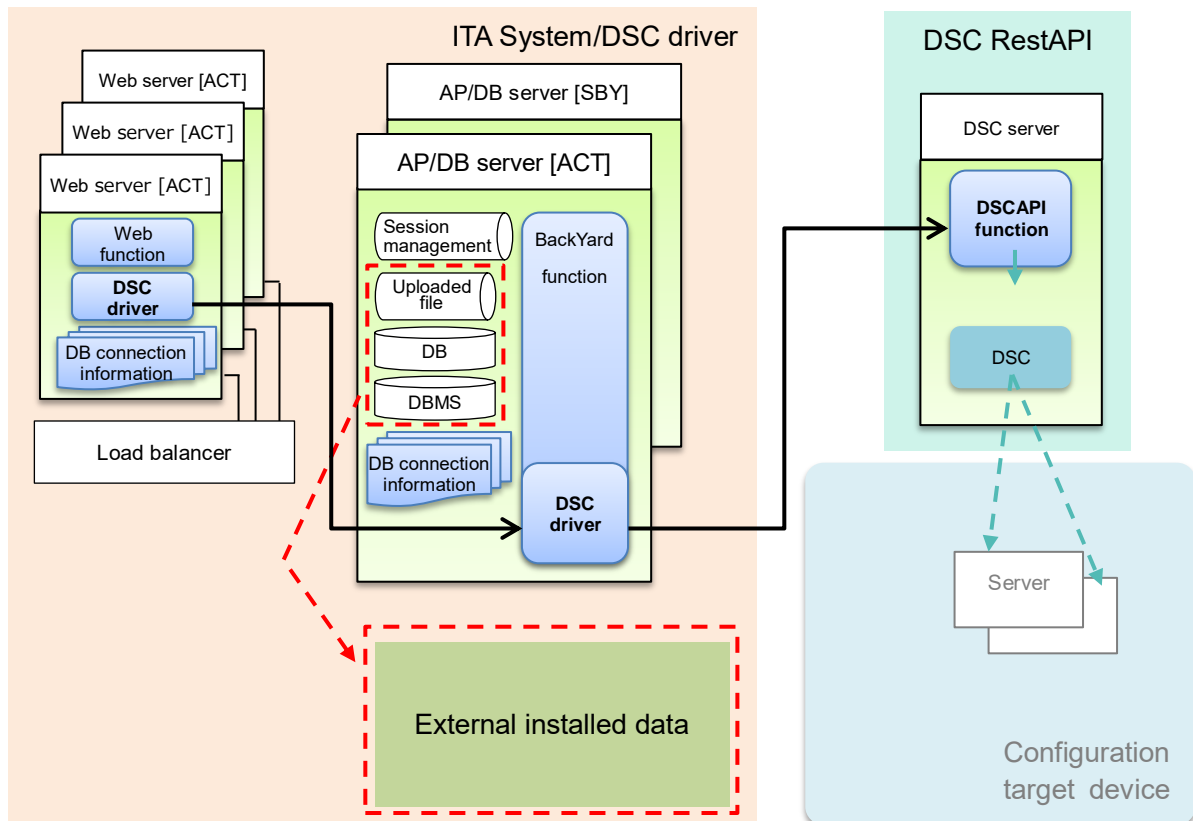 ITA System/DSC driver
Web server [ACT]
Web server [ACT]
Web server [ACT]
Web
function
DSC
driver
DB connection
information
Load balancer
AP/DB server [SBY]
AP/DB server [ACT]
Session
management
Uploaded
file
DB
DBMS
DB connection
information
BackYard
function
DSC
driver
External installed data
DSC RestAPI
DSC server
DSCAPI
function
DSC
Server
Configuration
target device